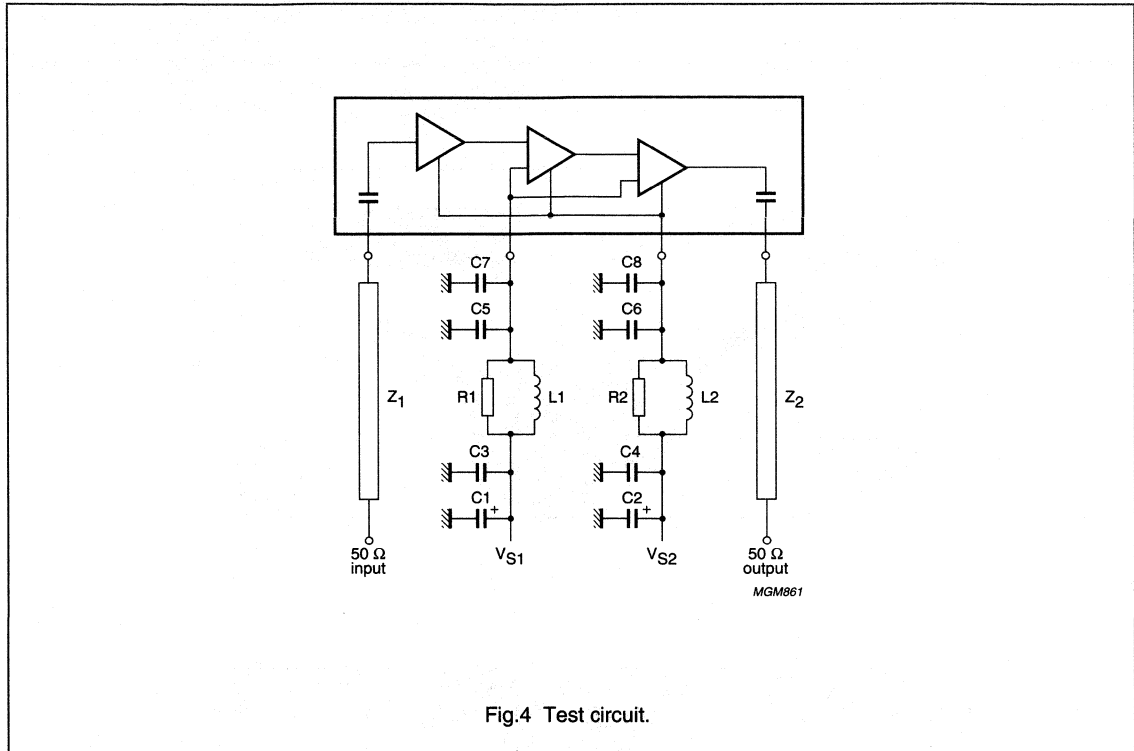 C7
C8
C5
C6
Z1
R1
L1
R2
L2
Z2
C3
C4
C1
+
C2
+
50 Ω
input
VS1
VS2
50 Ω
output
MGM861
Fig.4 Test circuit.